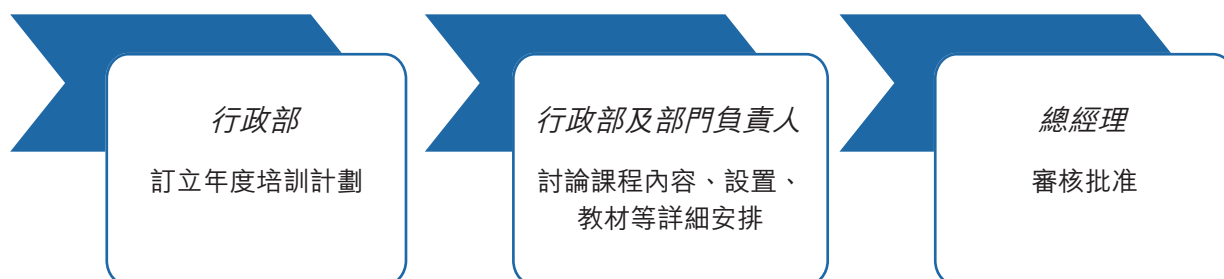 行政部
訂立年度培訓計劃
行政部及部門負責人
討論課程內容、設置、
教材等詳細安排
總經理
審核批准